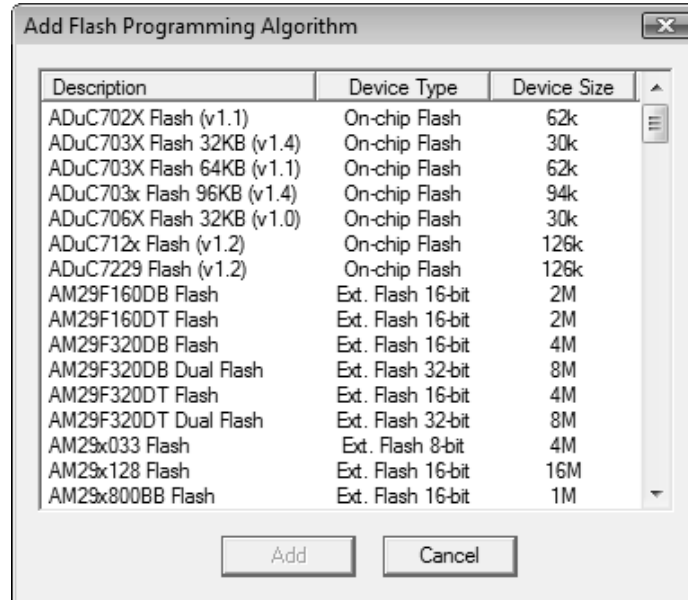 Add Flash Programming Algorithm
Description Device Type Device Size
ADuC702X Flash (v1.1) On-chip Flash 62k
ADuC703X Flash 32KB (v1.4) On-chip Flash 30k
ADuC703X Flash 64KB (v1.1) On-chip Flash 62k
ADuC703x Flash 96KB (v1.4) On-chip Flash 94k
ADuC706X Flash 32KB (v1.0) On-chip Flash 30k
ADuC712x Flash (v1.2) On-chip Flash 126k
ADuC7229 Flash (v1.2) On-chip Flash 126k
AM29F160DB Flash Ext. Flash 16-bit 2M
AM29F160DT Flash Ext. Flash 16-bit 2M
AM29F320DB Flash Ext. Flash 16-bit 4M
AM29F320DB Dual Flash Ext. Flash 32-bit 8M
AM29F320DT Flash Ext. Flash 16-bit 4M
AM29F320DT Dual Flash Ext. Flash 32-bit 8M
AM29x033 Flash Ext. Flash 8-bit 4M
AM29x128 Flash Ext. Flash 16-bit 16M
AM29x800BB Flash Ext. Flash 16-bit 1M
Add Cancel